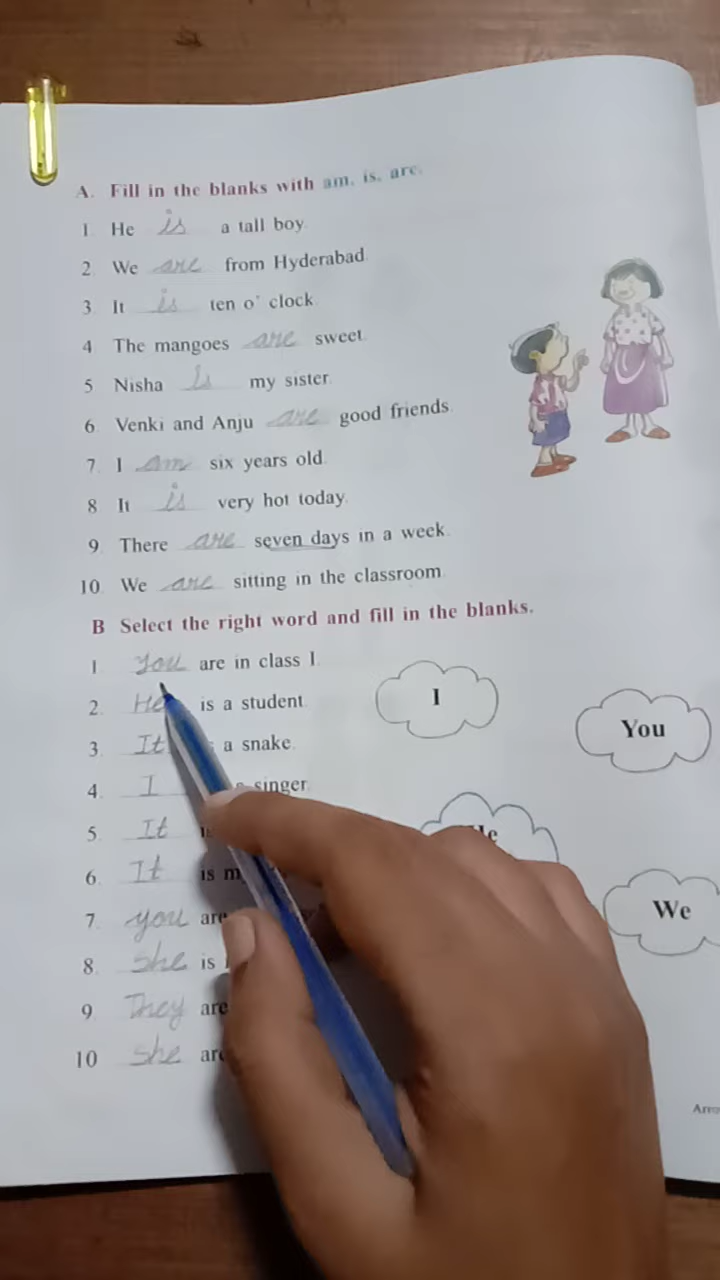 A. Fill in the blanks with am, is, are.
1 He is a tall boy.
2 We are from Hyderabad.
3 It is ten o' clock.
4 The mangoes are sweet.
5 Nisha is my sister.
6. Venki and Anju are good friends.
7. I am six years old.
8 It is very hot today.
9. There are seven days in a week.
10. We are sitting in the classroom.
B Select the right word and fill in the blanks.
1 You are in class I.
2. He is a student.
3. It a snake.
4. I singer.
5. It
6. It is
7. you are
8. She is
9 They are
10 She
I
You
We